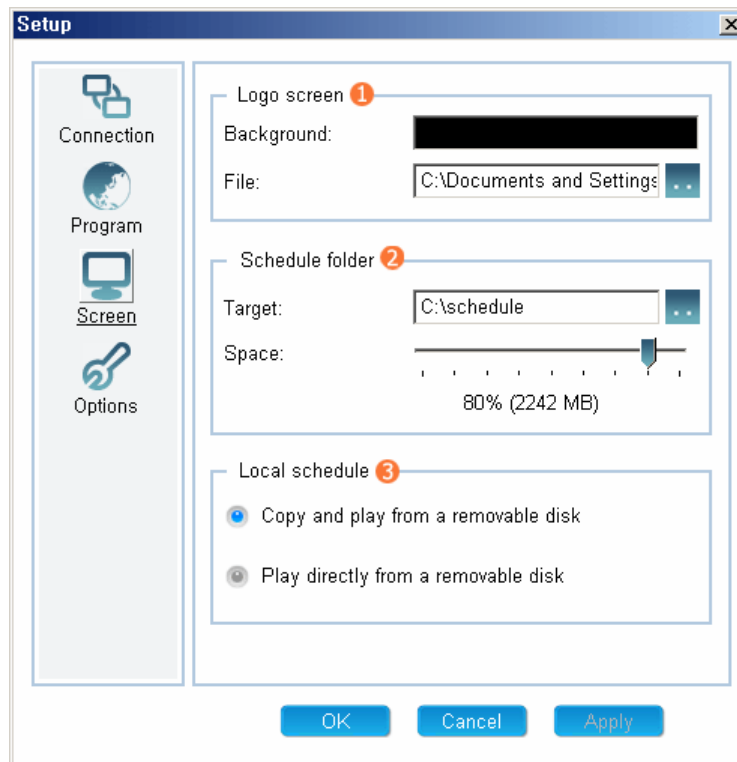 Setup
Connection
Program
Screen
Options
Logo screen 1
Background:
File: C:\Documents and Settings ..
Schedule folder 2
Target: C:\schedule ..
Space:
80% (2242 MB)
Local schedule 3
Copy and play from a removable disk
Play directly from a removable disk
OK Cancel Apply